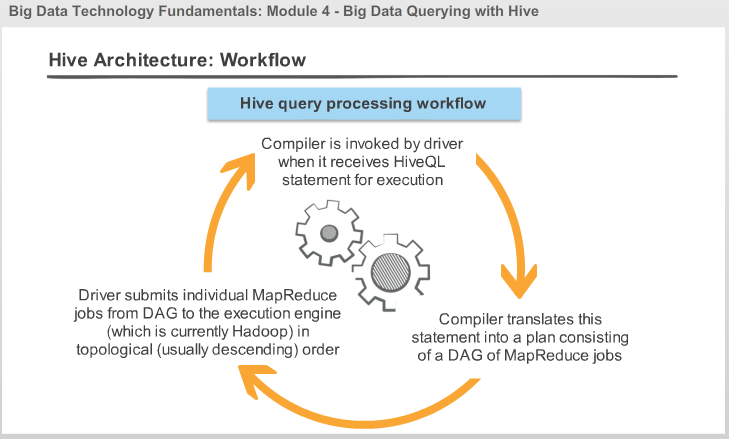 Big Data Technology Fundamentals: Module 4 - Big Data Querying with Hive
Hive Architecture: Workflow
Hive query processing workflow
Compiler is invoked by driver
when it receives HiveQL
statement for execution
Compiler translates this
statement into a plan consisting
of a DAG of MapReduce jobs
Driver submits individual MapReduce
jobs from DAG to the execution engine
(which is currently Hadoop) in
topological (usually descending) order